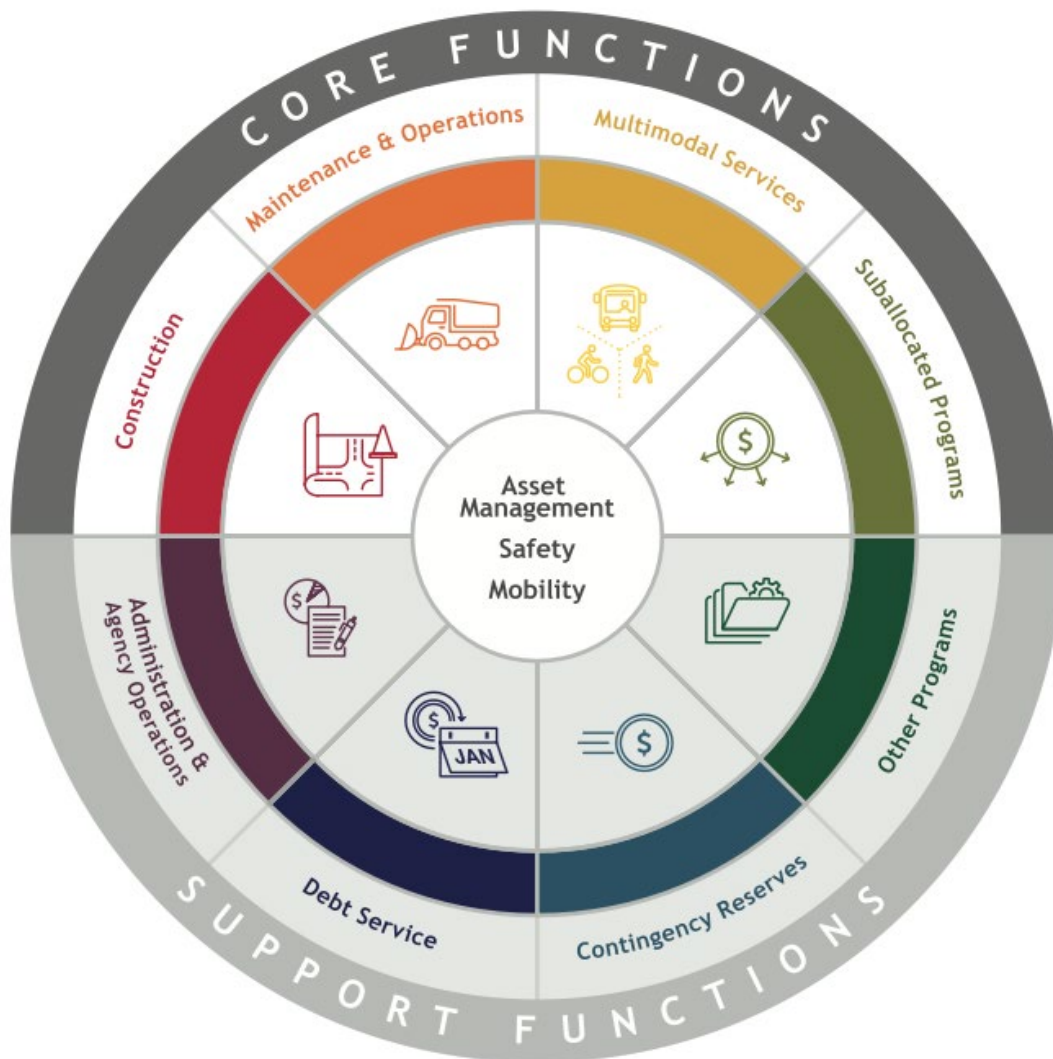 CORE FUNCTIONS
Maintenance & Operations
Multimodal Services
Construction
Suballocated Programs
$
Asset
Management
Safety
Mobility
$
Administration &
Agency Operations
Other Programs
$
JAN
$
Debt Service
Contingency Reserves
SUPPORT FUNCTIONS